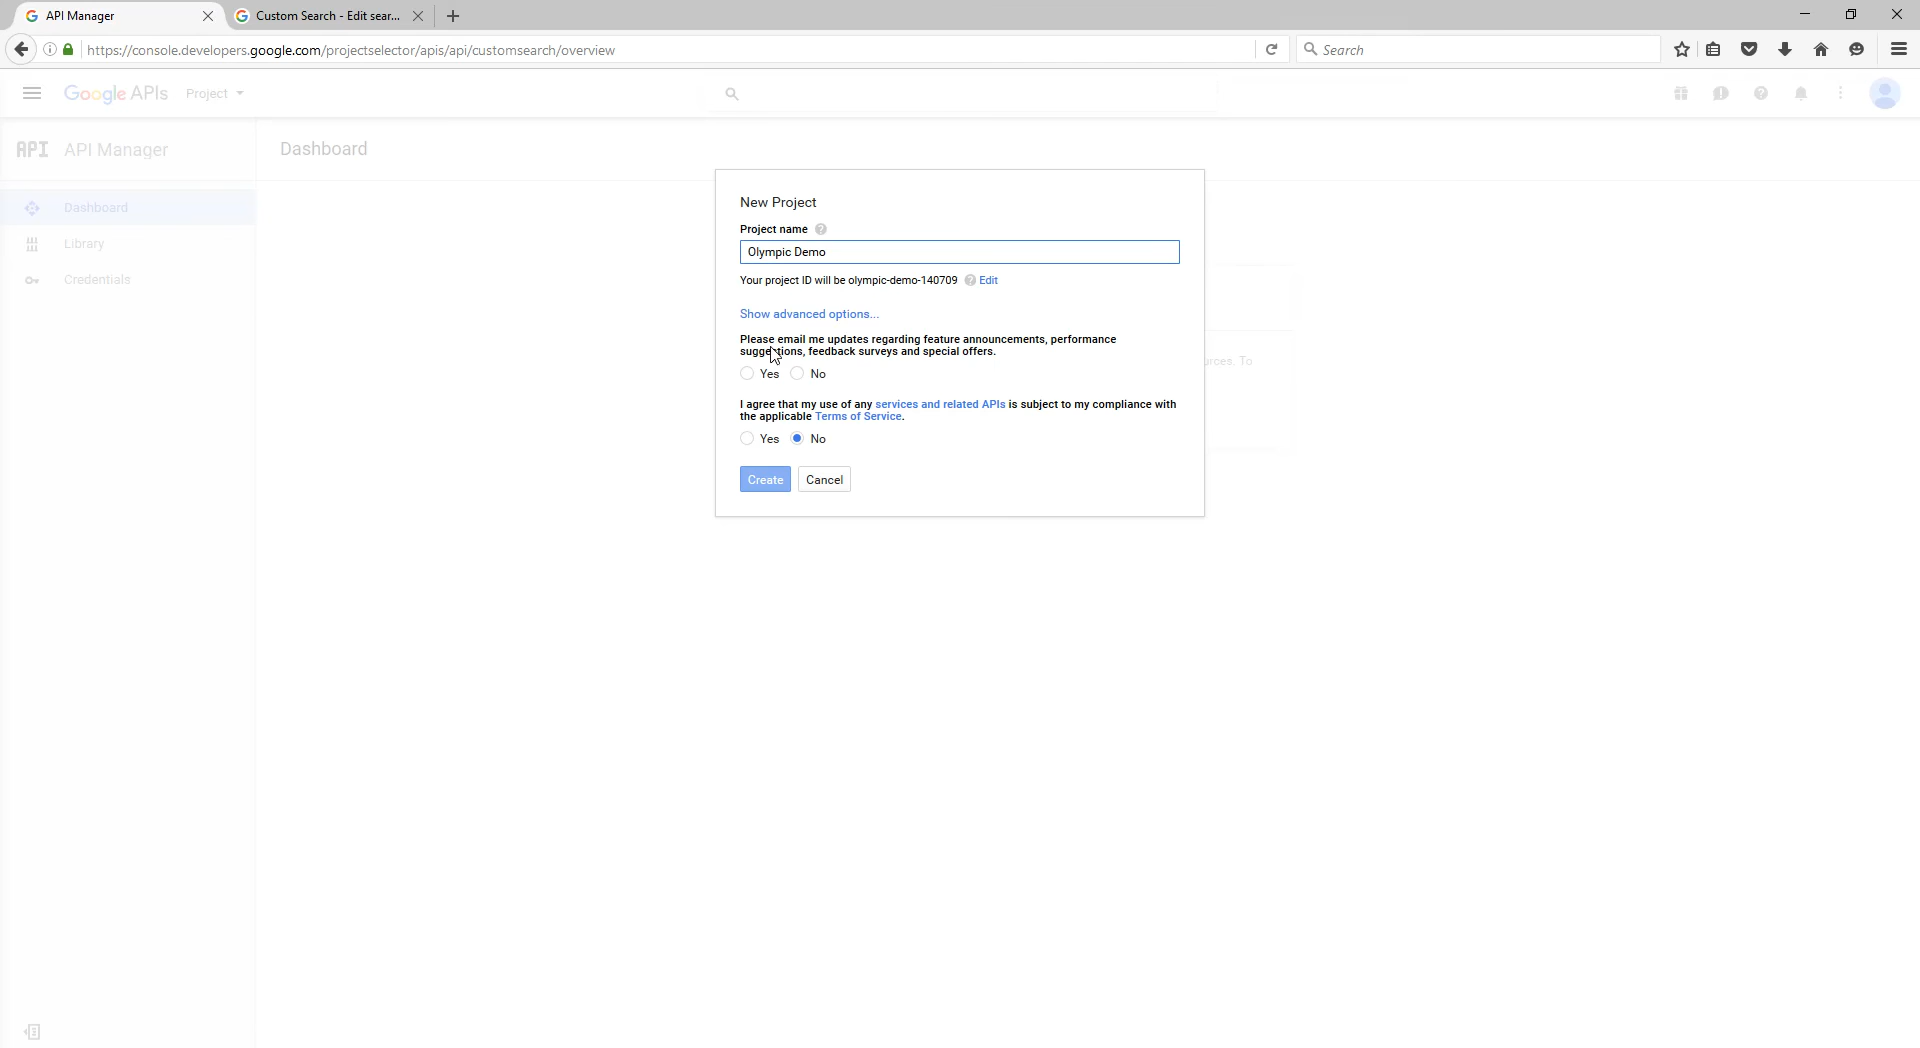 API Manager
Custom Search - Edit sear...
https://console.developers.google.com/projectselector/apis/api/customsearch/overview
Search
Google APIs
Project
API
API Manager
Dashboard
Dashboard
Library
Credentials
New Project
Project name
Olympic Demo
Your project ID will be olympic-demo-140709
Edit
Show advanced options...
Please email me updates regarding feature announcements, performance
suggestions, feedback surveys and special offers.
Yes
No
urces. To
I agree that my use of any services and related APIs is subject to my compliance with
the applicable Terms of Service.
Yes
No
Create
Cancel